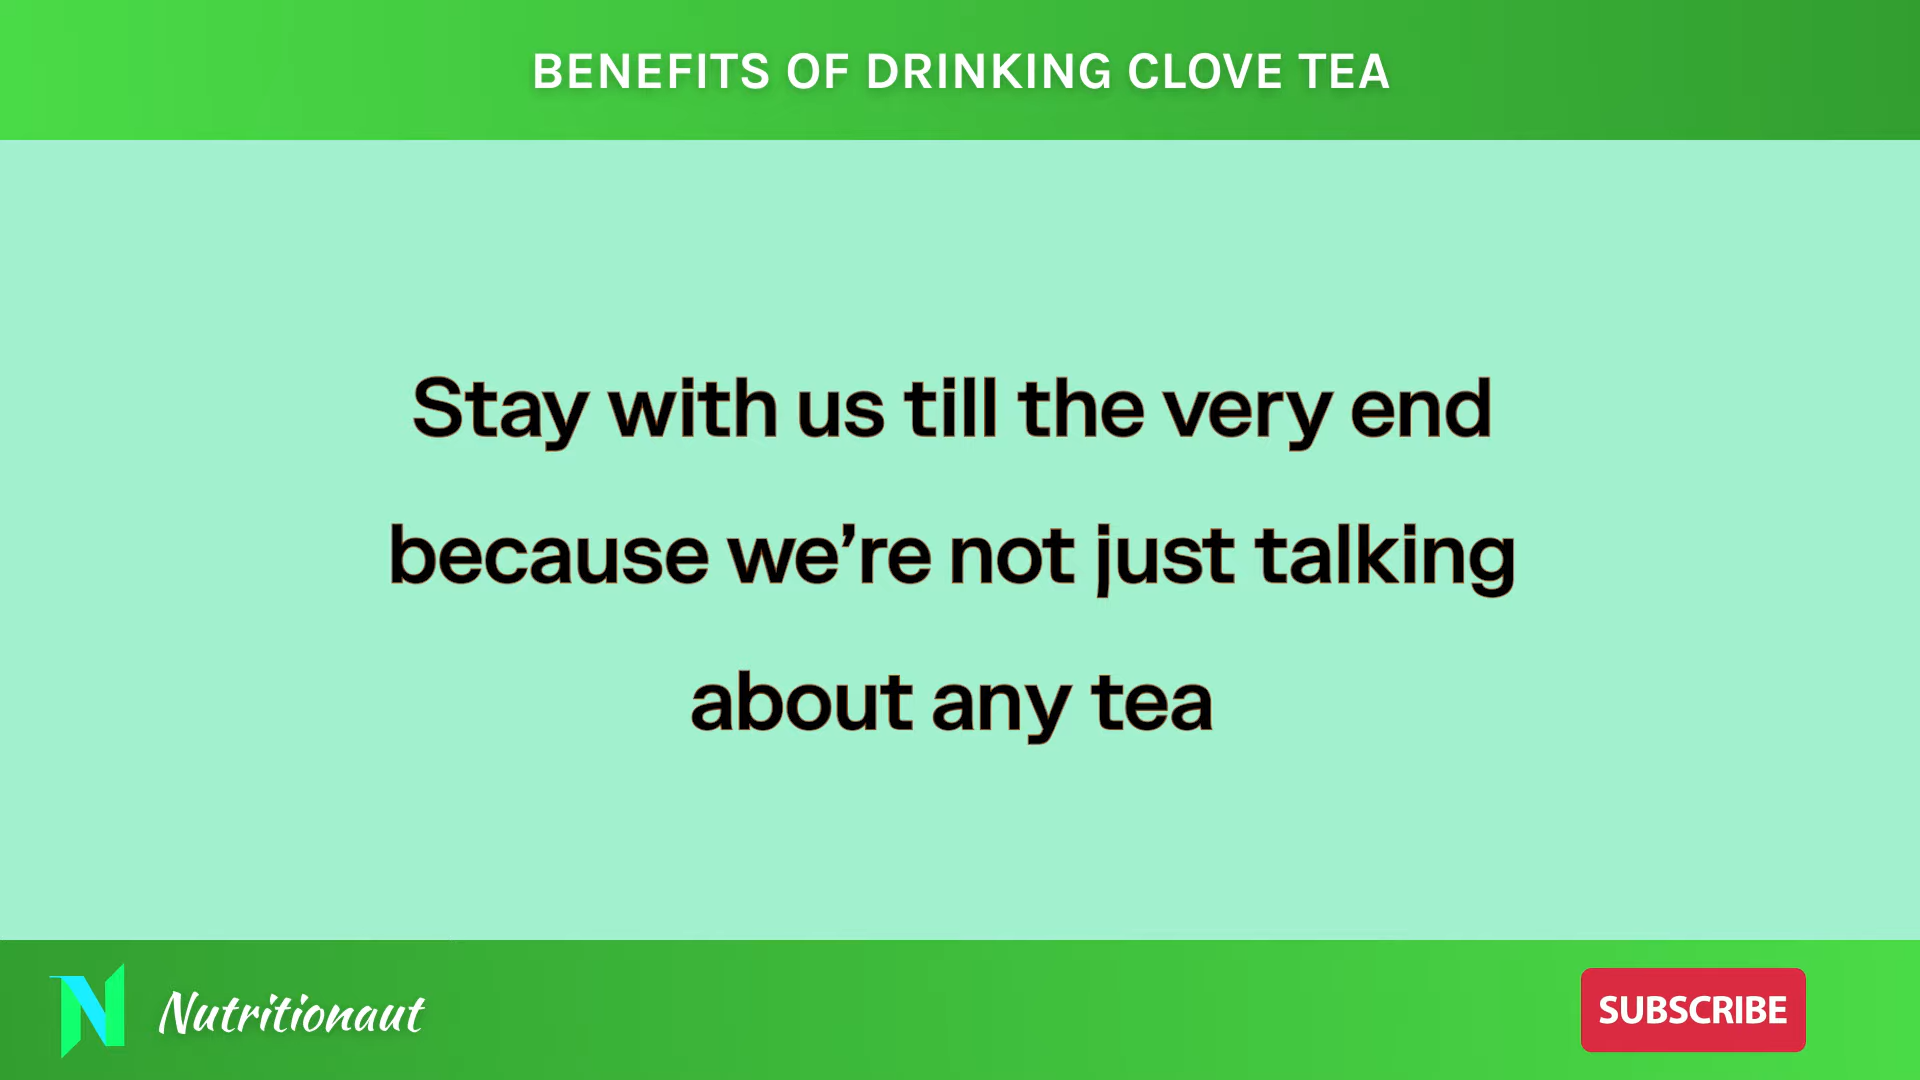 BENEFITS OF DRINKING CLOVE TEA
Stay with us till the very end
because we’re not just talking
about any tea
Nutritionaut
SUBSCRIBE